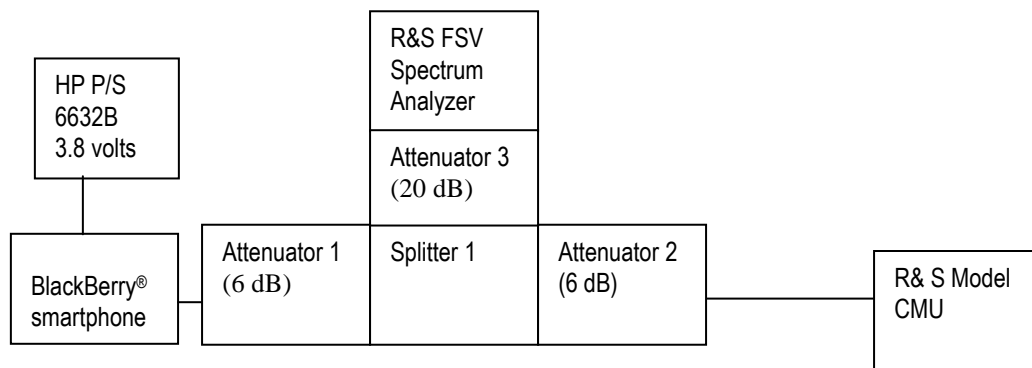 R&S FSV
Spectrum
Analyzer
HP P/S
6632B
3.8 volts
Attenuator 3
(20 dB)
BlackBerry®
smartphone
Attenuator 1
(6 dB)
Splitter 1
Attenuator 2
(6 dB)
R& S Model
CMU